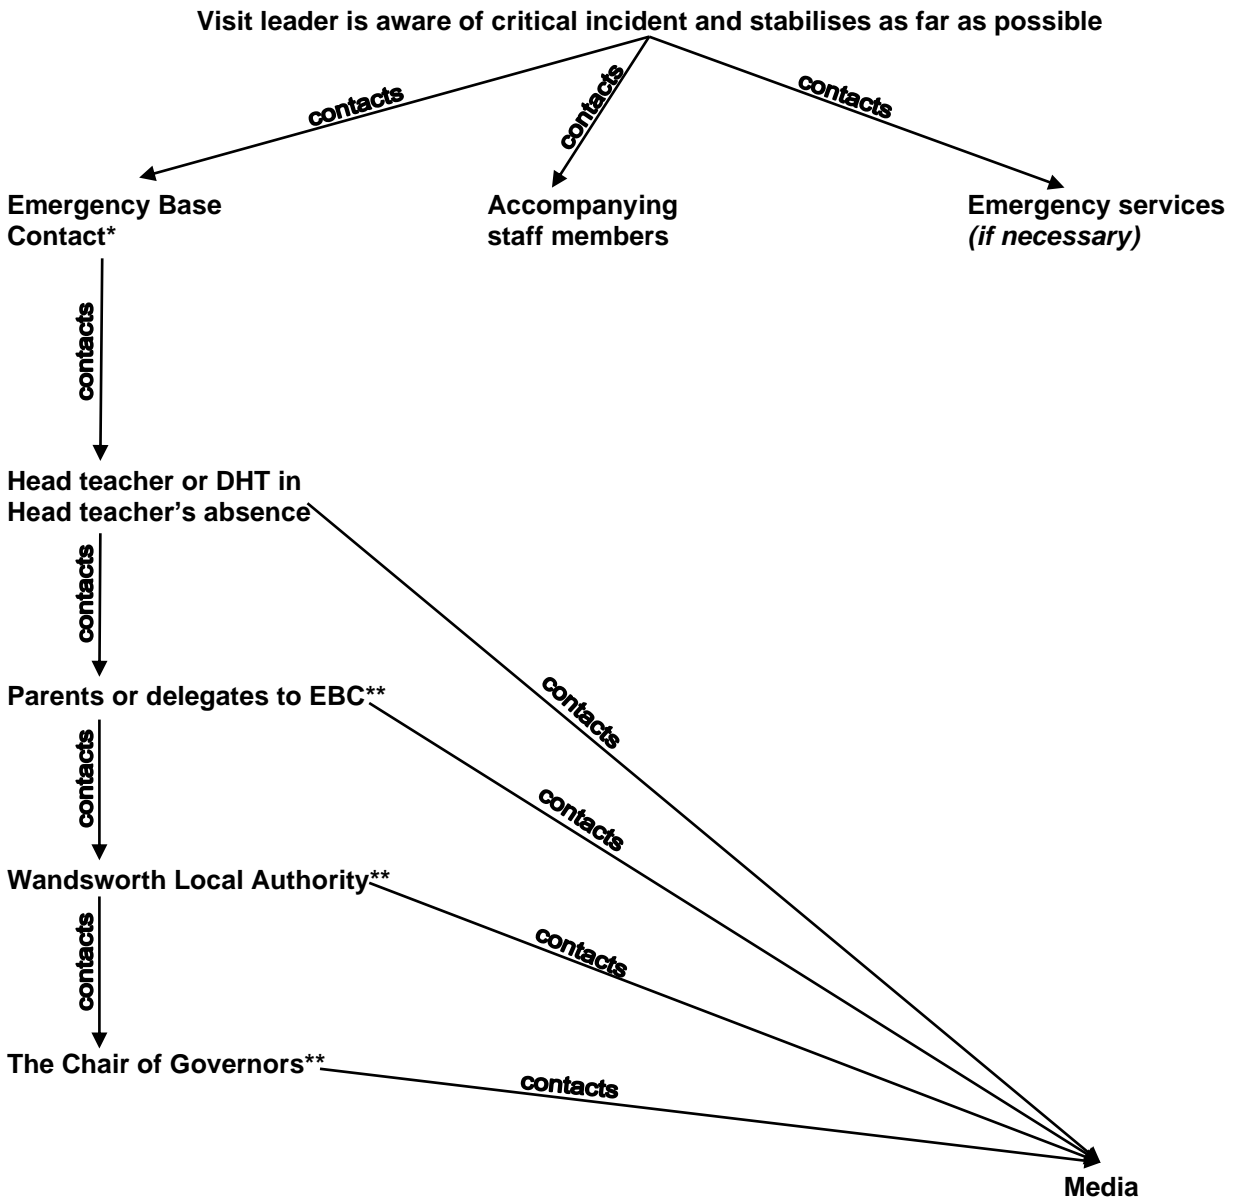 Visit leader is aware of critical incident and stabilises as far as possible
contacts
contacts
contacts
Emergency Base
Contact*
Accompanying
staff members
Emergency services
(if necessary)
contacts
Head teacher or DHT in
Head teacher’s absence
contacts
contacts
Parents or delegates to EBC**
contacts
contacts
Wandsworth Local Authority**
contacts
contacts
The Chair of Governors**
contacts
Media